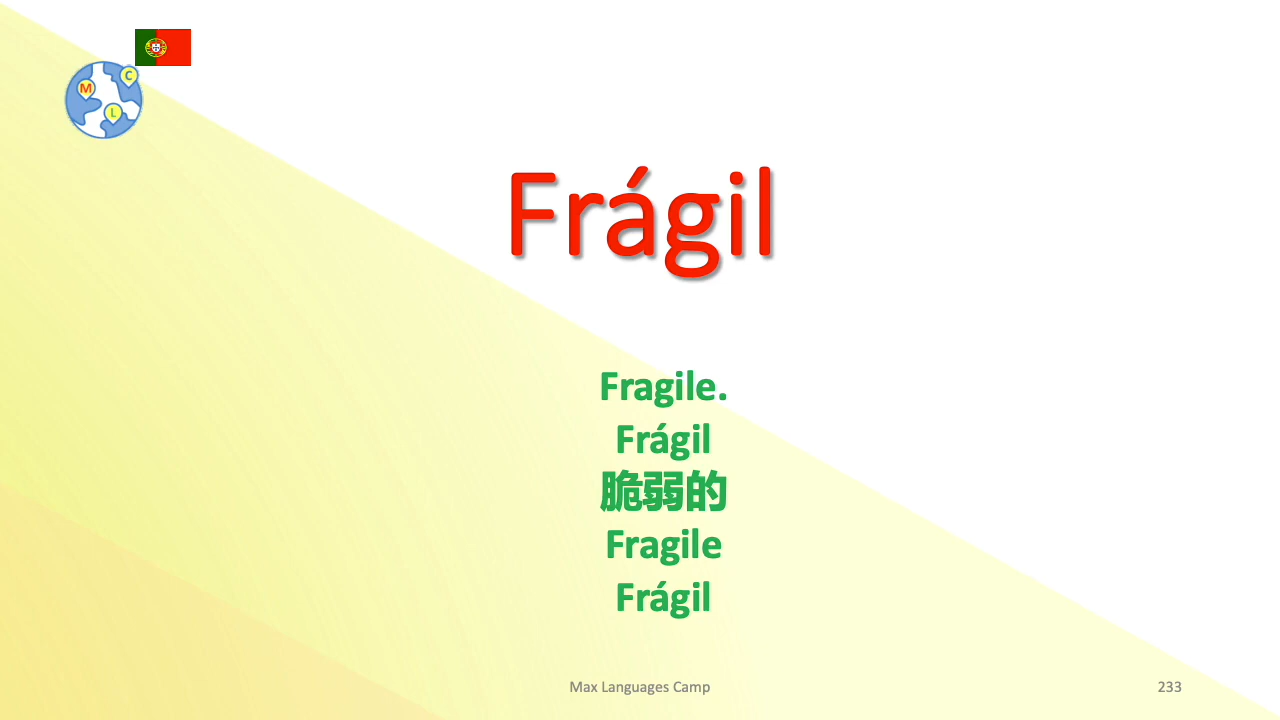 M
C
L
Frágil
Fragile.
Frágil
脆弱的
Fragile
Frágil
Max Languages Camp
233